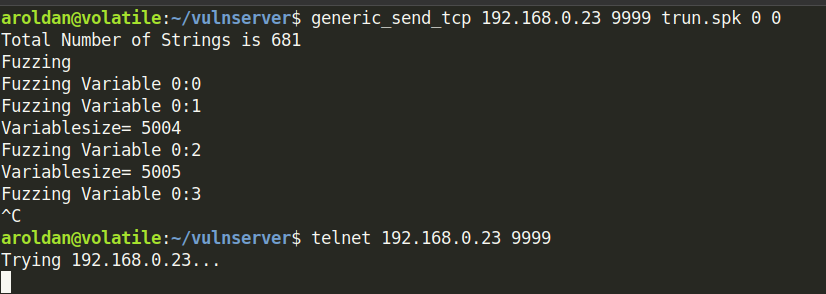 aroldan@volatile:~/vulnserver$ generic_send_tcp 192.168.0.23 9999 trun.spk 0 0
Total Number of Strings is 681
Fuzzing
Fuzzing Variable 0:0
Fuzzing Variable 0:1
Variablesize= 5004
Fuzzing Variable 0:2
Variablesize= 5005
Fuzzing Variable 0:3
^C
aroldan@volatile:~/vulnserver$ telnet 192.168.0.23 9999
Trying 192.168.0.23...